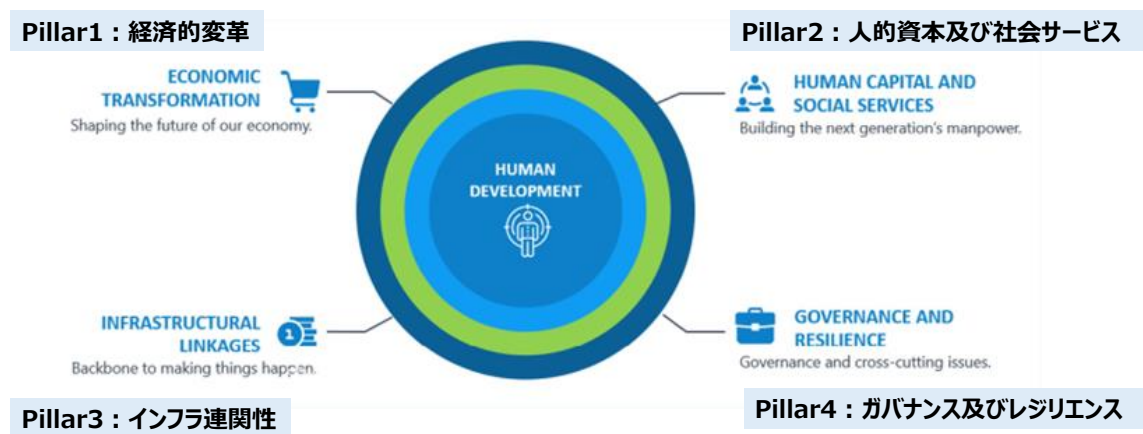 Pillar1：経済的変革
ECONOMIC
TRANSFORMATION
Shaping the future of our economy.
Pillar2：人的資本及び社会サービス
HUMAN CAPITAL AND
SOCIAL SERVICES
Building the next generation's manpower.
HUMAN
DEVELOPMENT
INFRASTRUCTURAL
LINKAGES
Backbone to making things happen.
Pillar3：インフラ連関性
GOVERNANCE AND
RESILIENCE
Governance and cross-cutting issues.
Pillar4：ガバナンス及びレジリエンス
1